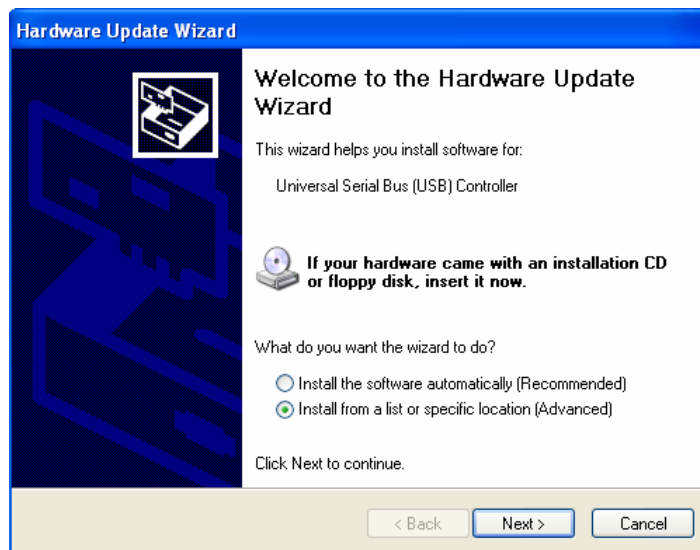 Hardware Update Wizard
Welcome to the Hardware Update
Wizard
This wizard helps you install software for:
Universal Serial Bus (USB) Controller
If your hardware came with an installation CD
or floppy disk, insert it now.
What do you want the wizard to do?
Install the software automatically (Recommended)
Install from a list or specific location (Advanced)
Click Next to continue.
< Back Next > Cancel